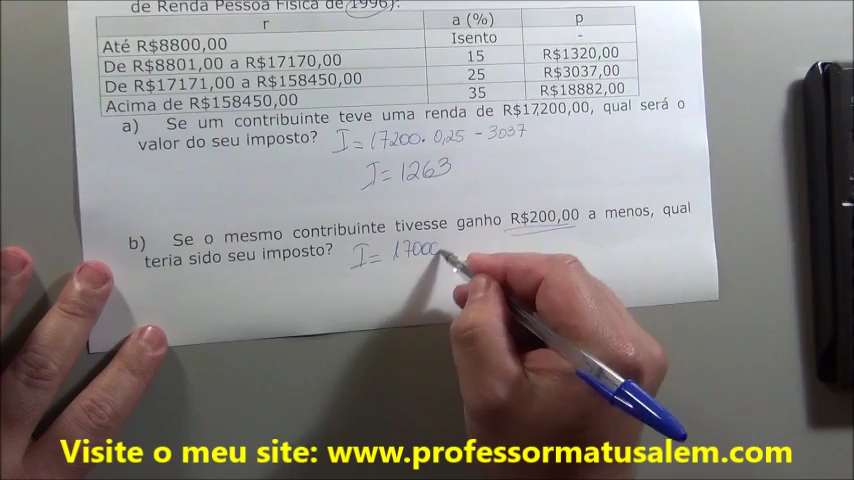 de Renda Pessoa Física de 1996):
r a (%) p
Até R$8800,00 Isento -
De R$8801,00 a R$17170,00 15 R$1320,00
De R$17171,00 a R$158450,00 25 R$3037,00
Acima de R$158450,00 35 R$18882,00
a) Se um contribuinte teve uma renda de R$17200,00, qual será o
valor do seu imposto? I = 17200 . 0,25 - 3037
I = 1263
b) Se o mesmo contribuinte tivesse ganho R$200,00 a menos, qual
teria sido seu imposto? I = 17000
Visite o meu site: www.professormatusalem.com